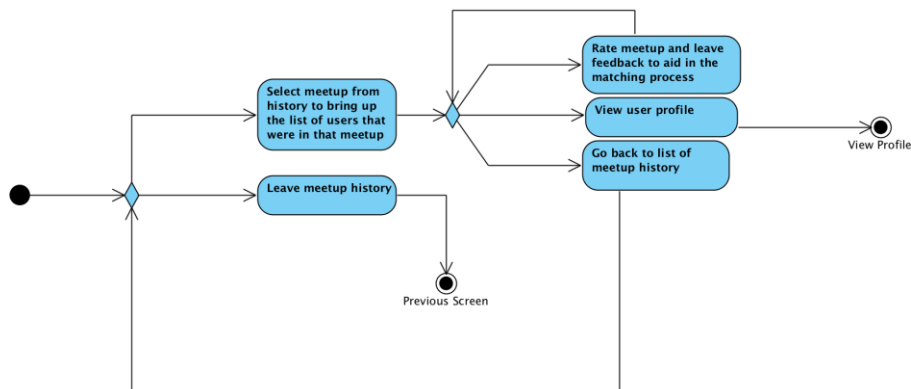 Rate meetup and leave
feedback to aid in the
matching process
Select meetup from
history to bring up
the list of users that
were in that meetup
View user profile
View Profile
Go back to list of
meetup history
Leave meetup history
Previous Screen